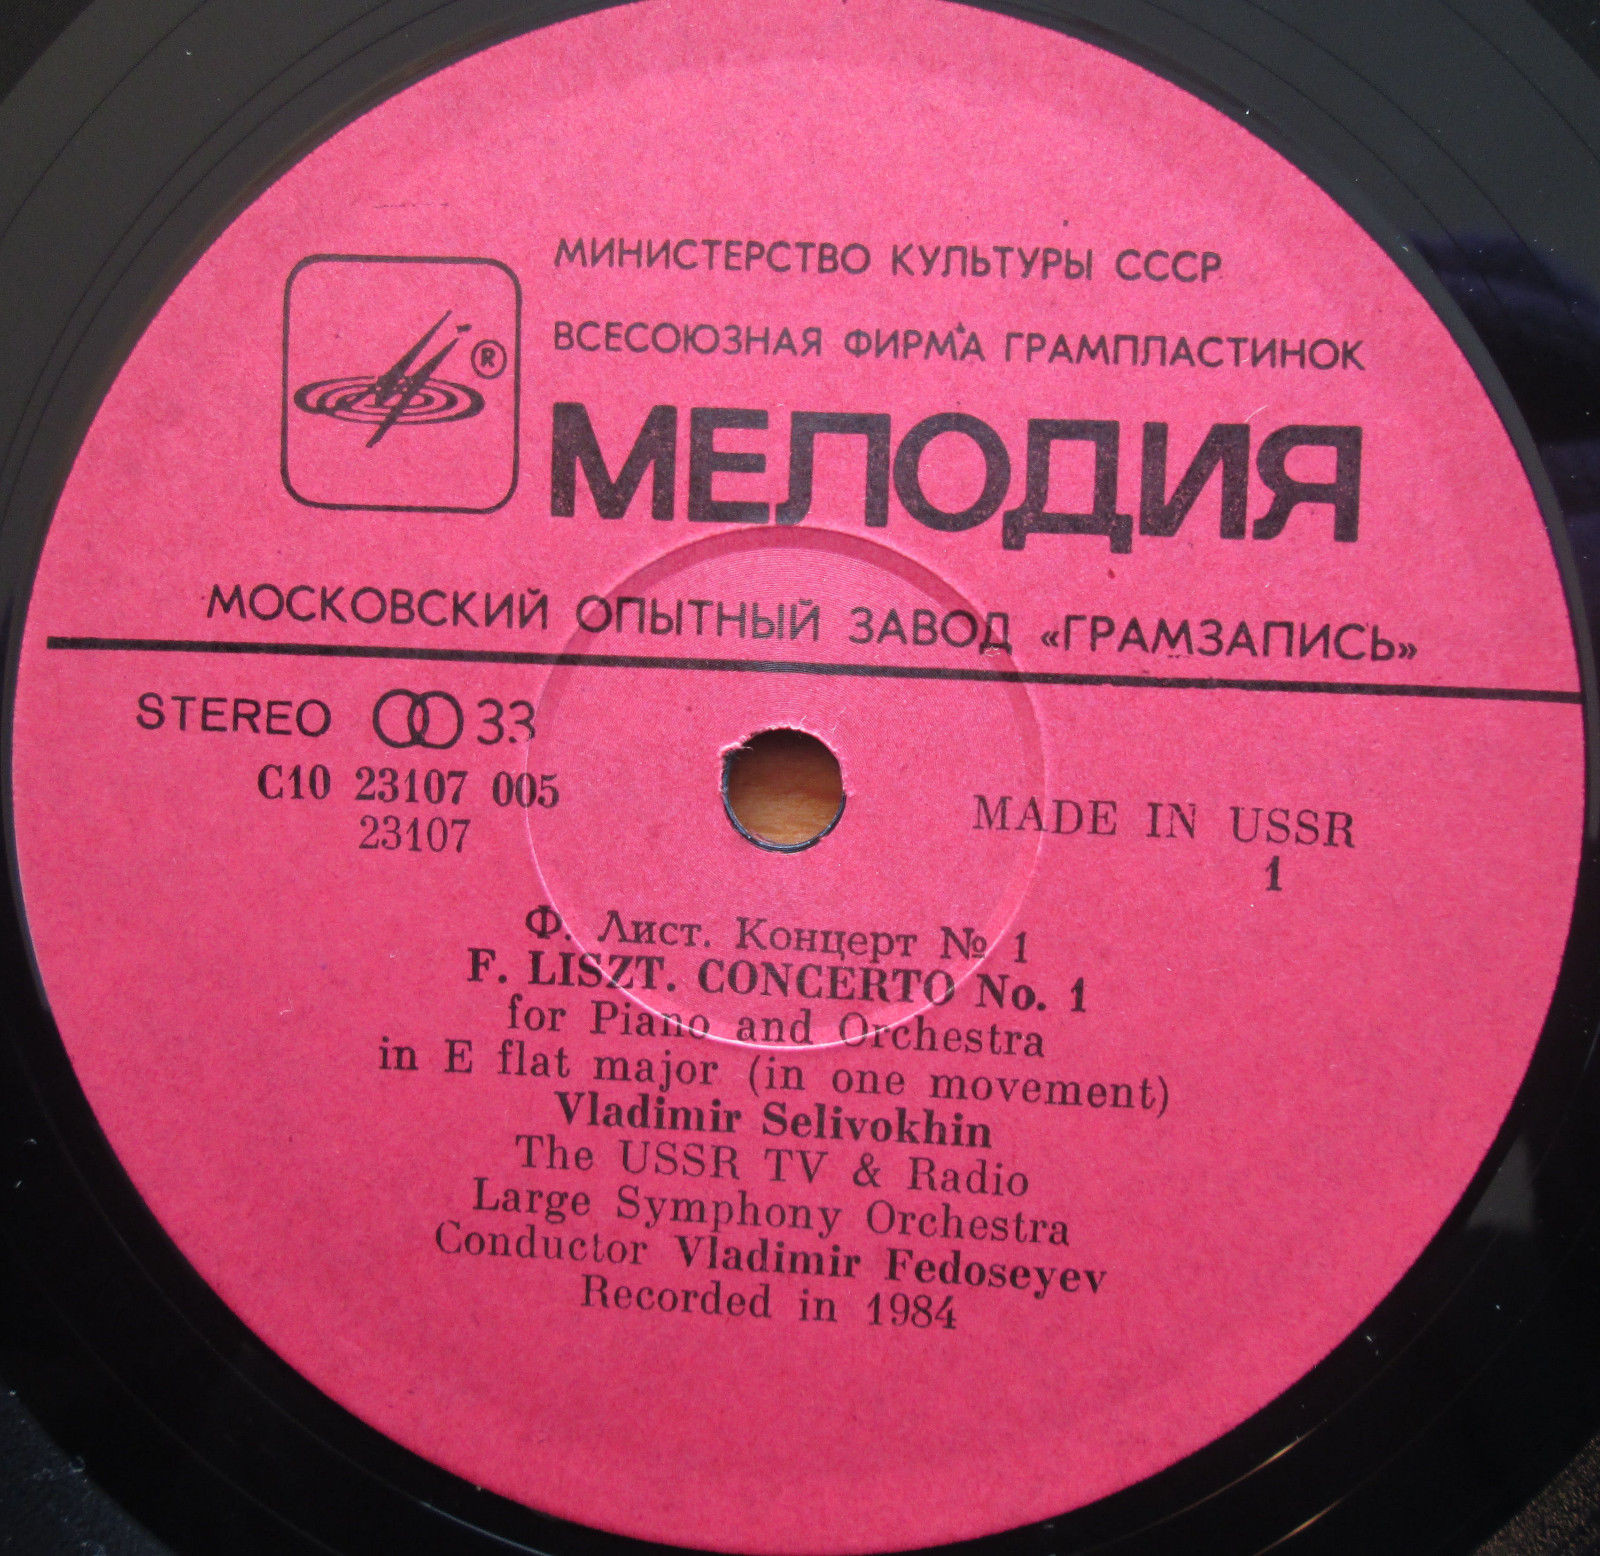 МИНИСТЕРСТВО КУЛЬТУРЫ СССР
ВСЕСОЮЗНАЯ ФИРМА ГРАМПЛАСТИНОК
®
МЕЛОДИЯ
МОСКОВСКИЙ ОПЫТНЫЙ ЗАВОД «ГРАМЗАПИСЬ»
STEREO 33
С10 23107 005
23107
MADE IN USSR
1
Ф. Лист. Концерт № 1
F. LISZT. CONCERTO No. 1
for Piano and Orchestra
in E flat major (in one movement)
Vladimir Selivokhin
The USSR TV & Radio
Large Symphony Orchestra
Conductor Vladimir Fedoseyev
Recorded in 1984